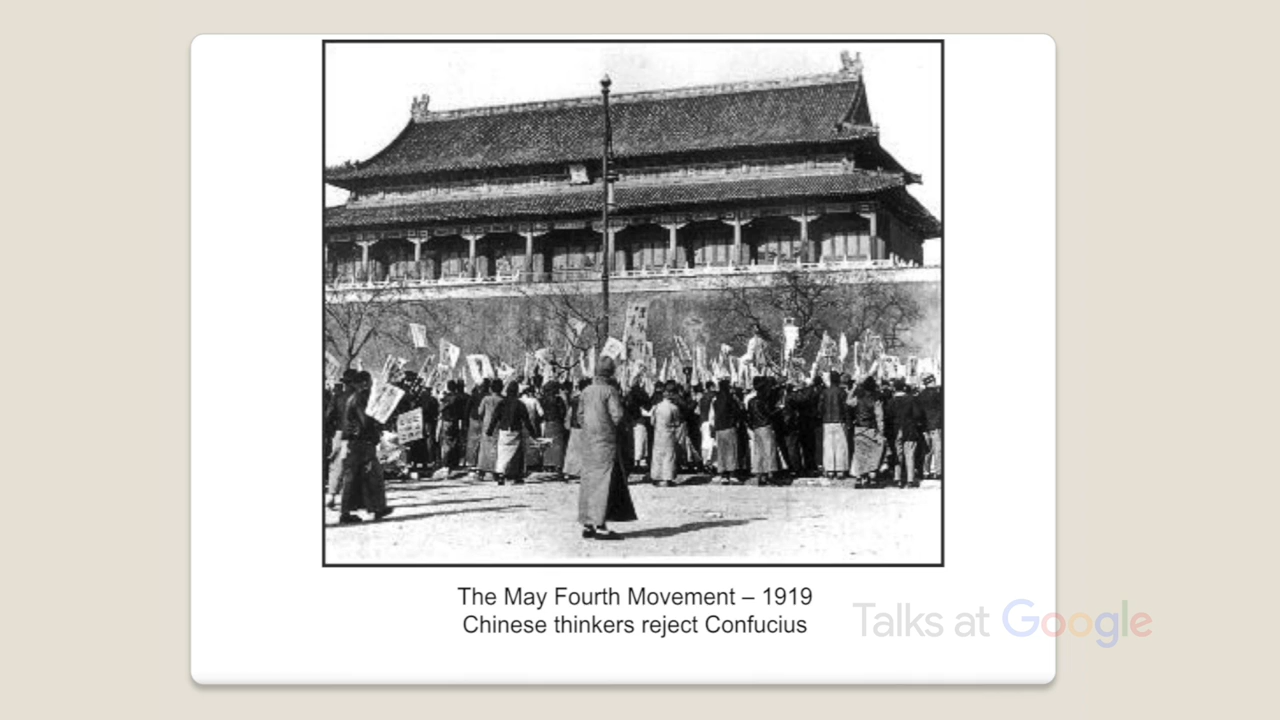 The May Fourth Movement – 1919
Chinese thinkers reject Confucius
Talks at Google